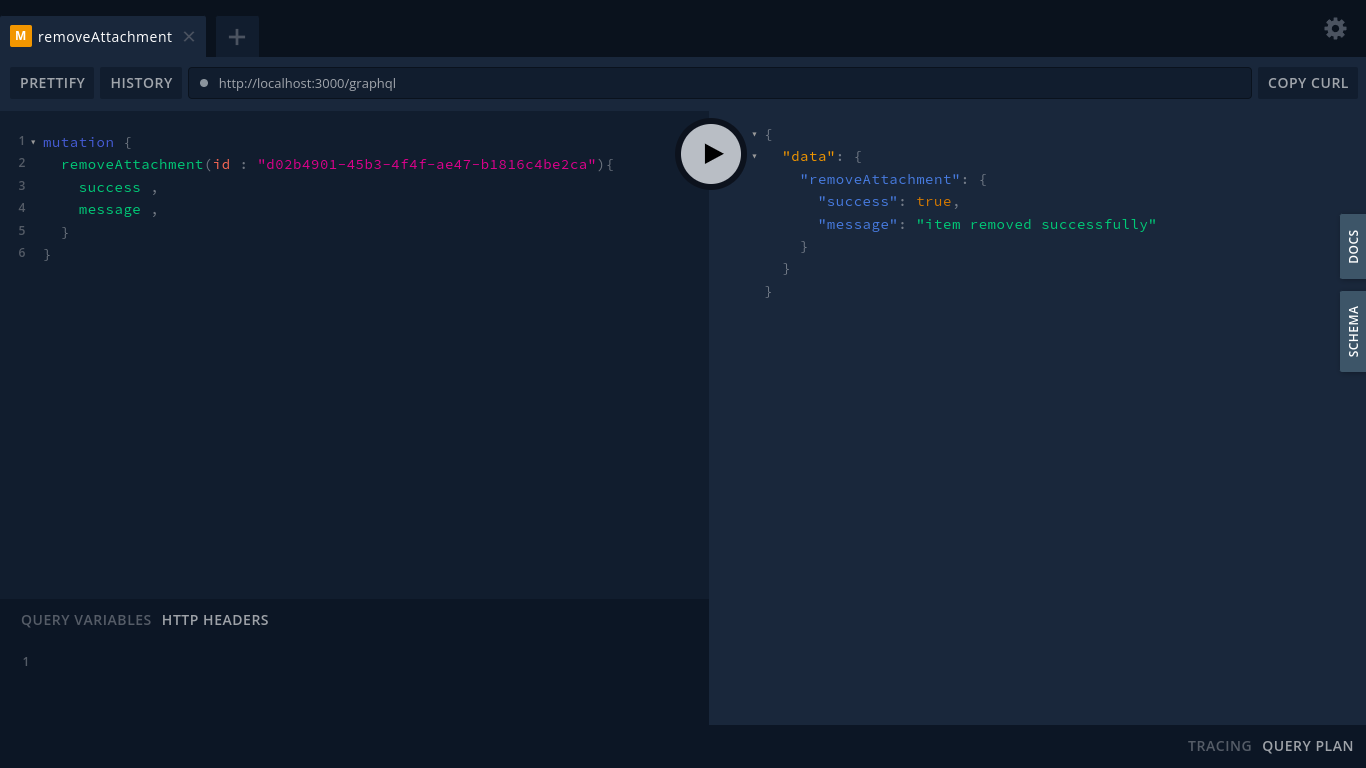 M removeAttachment ✕ +
PRETTIFY HISTORY http://localhost:3000/graphql COPY CURL
1 mutation {
2 removeAttachment(id : "d02b4901-45b3-4f4f-ae47-b1816c4be2ca"){
3 success ,
4 message ,
5 }
6 }
{
"data": {
"removeAttachment": {
"success": true,
"message": "item removed successfully"
}
}
}
DOCS
SCHEMA
QUERY VARIABLES HTTP HEADERS
1
TRACING QUERY PLAN